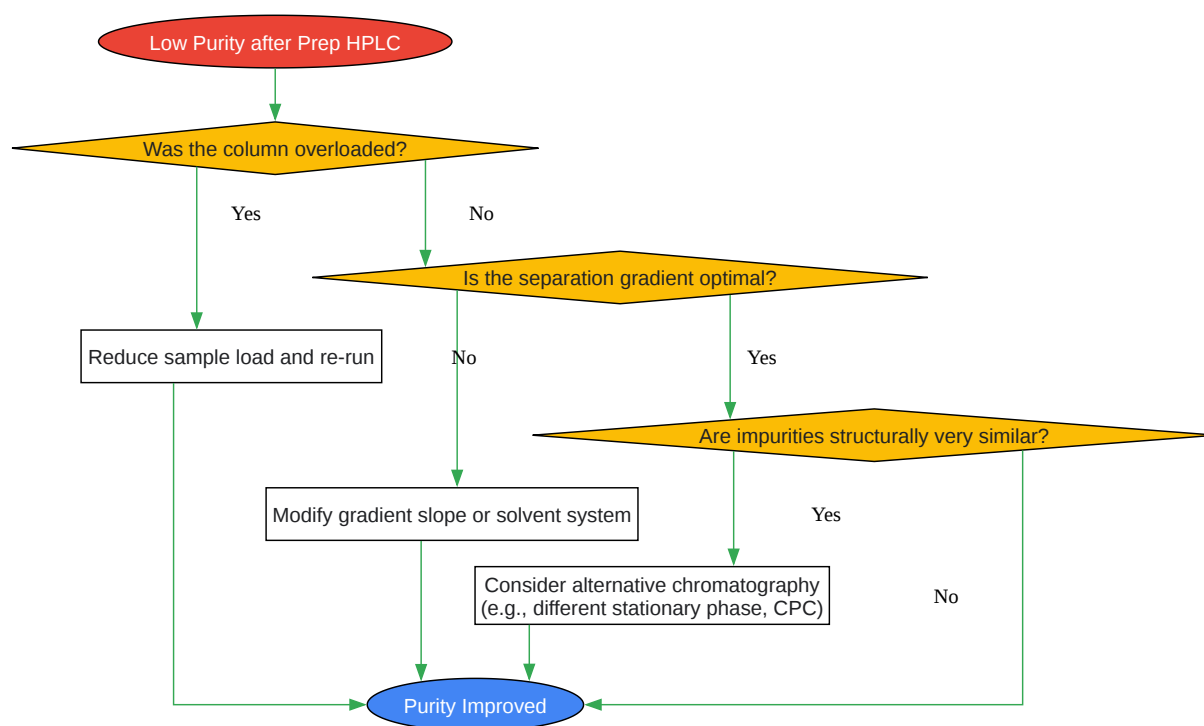 Low Purity after Prep HPLC
Was the column overloaded?
Yes
No
Is the separation gradient optimal?
Reduce sample load and re-run
No
Yes
Are impurities structurally very similar?
Modify gradient slope or solvent system
Yes
Consider alternative chromatography
(e.g., different stationary phase, CPC)
No
Purity Improved